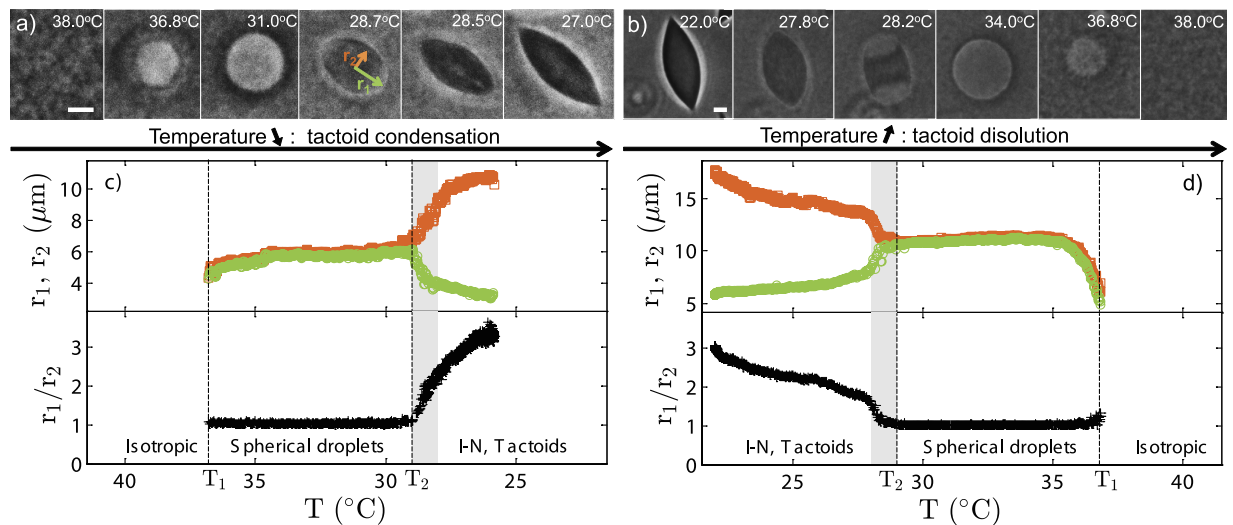 a) 38.0°C 36.8°C 31.0°C 28.7°C 28.5°C 27.0°C
r₂
r₁
b) 22.0°C 27.8°C 28.2°C 34.0°C 36.8°C 38.0°C
Temperature ↘ : tactoid condensation
Temperature ↗ : tactoid disolution
c)
r₁, r₂ (μm)
10
8
6
4
r₁/r₂
3
2
1
0
Isotropic Spherical droplets I-N, Tactoids
40 T₁ 35 30 T₂ 25
T (°C)
d)
r₁, r₂ (μm)
15
10
5
r₁/r₂
3
2
1
0
I-N, Tactoids Spherical droplets Isotropic
25 T₂ 30 35 T₁ 40
T (°C)